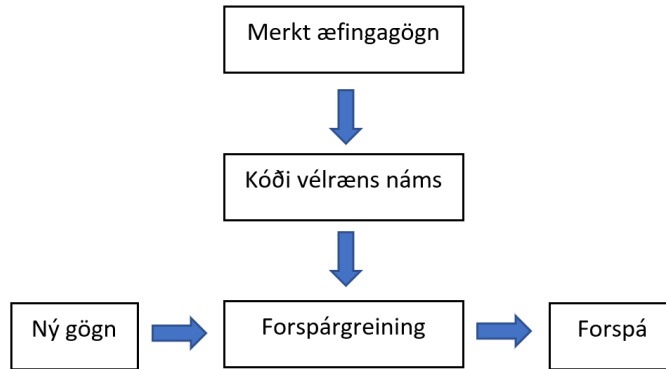 Merkt æfingagögn
Kóði vélræns náms
Ný gögn
Forspárgreining
Forspá